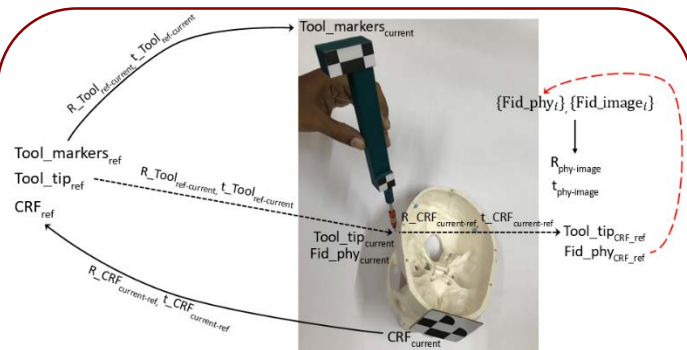 Tool_markers_current
R_Tool_ref-current, t_Tool_ref-current
{Fid_phy_i}, {Fid_image_i}
R_phy-image
t_phy-image
Tool_markers_ref
Tool_tip_ref
CRF_ref
R_Tool_ref-current, t_Tool_ref-current
R_CRF_current-ref, t_CRF_current-ref
Tool_tip_current
Fid_phy_current
Tool_tip_CRF_ref
Fid_phy_CRF_ref
R_CRF_current-ref, t_CRF_current-ref
CRF_current